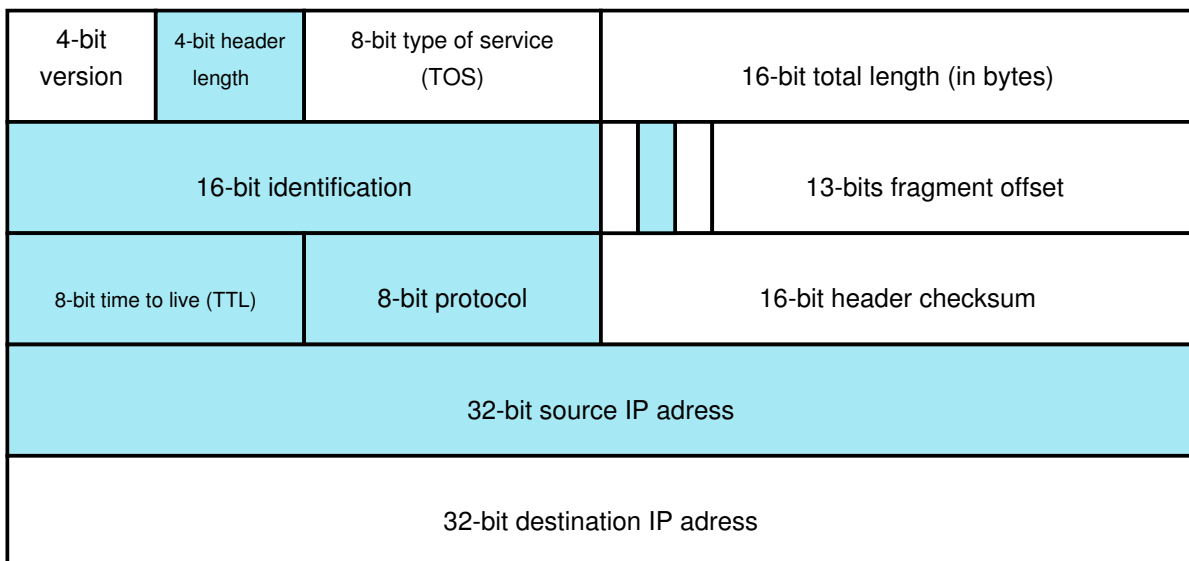 4-bit
version
4-bit header
length
8-bit type of service
(TOS)
16-bit total length (in bytes)
16-bit identification
13-bits fragment offset
8-bit time to live (TTL)
8-bit protocol
16-bit header checksum
32-bit source IP adress
32-bit destination IP adress